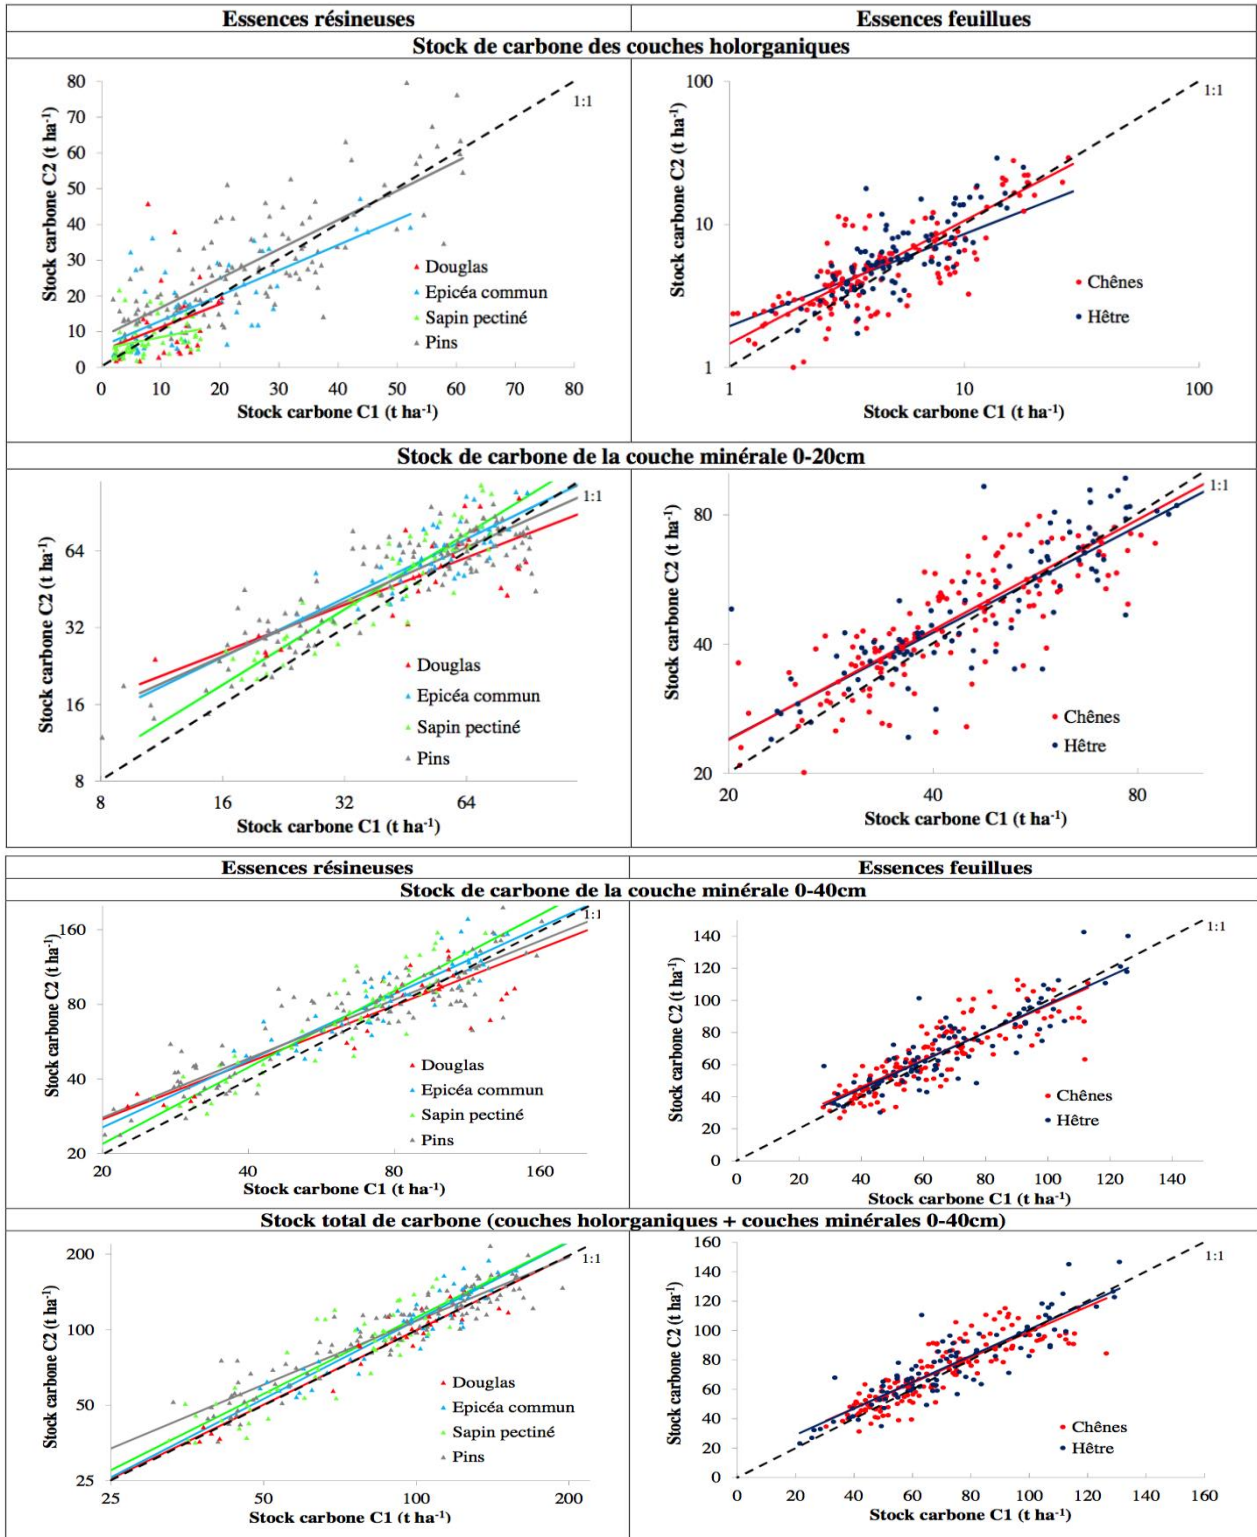 Essences résineuses Essences feuillues
Stock de carbone des couches holorganiques
Stock carbone C2 (t ha-1)
80
70
60
50
40
30
20
10
0
0 10 20 30 40 50 60 70 80
Stock carbone C1 (t ha-1)
1:1
Douglas
Epicéa commun
Sapin pectiné
Pins
Stock carbone C2 (t ha-1)
100
10
1
1 10 100
Stock carbone C1 (t ha-1)
1:1
Chênes
Hêtre
Stock de carbone de la couche minérale 0-20cm
Stock carbone C2 (t ha-1)
64
32
16
8
8 16 32 64
Stock carbone C1 (t ha-1)
1:1
Douglas
Epicéa commun
Sapin pectiné
Pins
Stock carbone C2 (t ha-1)
80
40
20
20 40 80
Stock carbone C1 (t ha-1)
1:1
Chênes
Hêtre
Essences résineuses Essences feuillues
Stock de carbone de la couche minérale 0-40cm
Stock carbone C2 (t ha-1)
160
80
40
20
20 40 80 160
Stock carbone C1 (t ha-1)
1:1
Douglas
Epicéa commun
Sapin pectiné
Pins
Stock carbone C2 (t ha-1)
140
120
100
80
60
40
20
0
0 20 40 60 80 100 120 140
Stock carbone C1 (t ha-1)
1:1
Chênes
Hêtre
Stock total de carbone (couches holorganiques + couches minérales 0-40cm)
Stock carbone C2 (t ha-1)
200
100
50
25
25 50 100 200
Stock carbone C1 (t ha-1)
1:1
Douglas
Epicéa commun
Sapin pectiné
Pins
Stock carbone C2 (t ha-1)
160
140
120
100
80
60
40
20
0
0 20 40 60 80 100 120 140 160
Stock carbone C1 (t ha-1)
1:1
Chênes
Hêtre